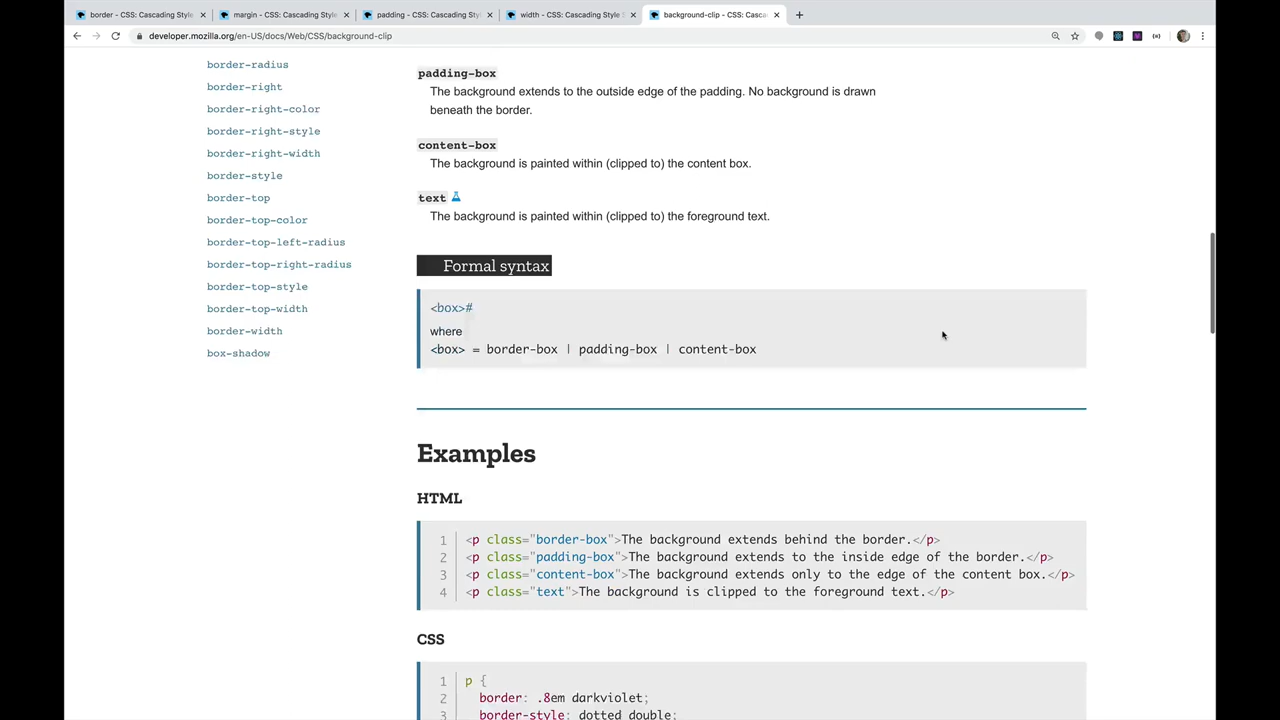 border - CSS: Cascading Style
margin - CSS: Cascading Style
padding - CSS: Cascading Sty
width - CSS: Cascading Style S
background-clip - CSS: Casca
developer.mozilla.org/en-US/docs/Web/CSS/background-clip
border-radius
border-right
border-right-color
border-right-style
border-right-width
border-style
border-top
border-top-color
border-top-left-radius
border-top-right-radius
border-top-style
border-top-width
border-width
box-shadow
padding-box
The background extends to the outside edge of the padding. No background is drawn
beneath the border.
content-box
The background is painted within (clipped to) the content box.
text
The background is painted within (clipped to) the foreground text.
Formal syntax
<box>#
where
<box> = border-box | padding-box | content-box
Examples
HTML
1 <p class="border-box">The background extends behind the border.</p>
2 <p class="padding-box">The background extends to the inside edge of the border.</p>
3 <p class="content-box">The background extends only to the edge of the content box.</p>
4 <p class="text">The background is clipped to the foreground text.</p>
CSS
1 p {
2 border: .8em darkviolet;
3 border-style: dotted double;